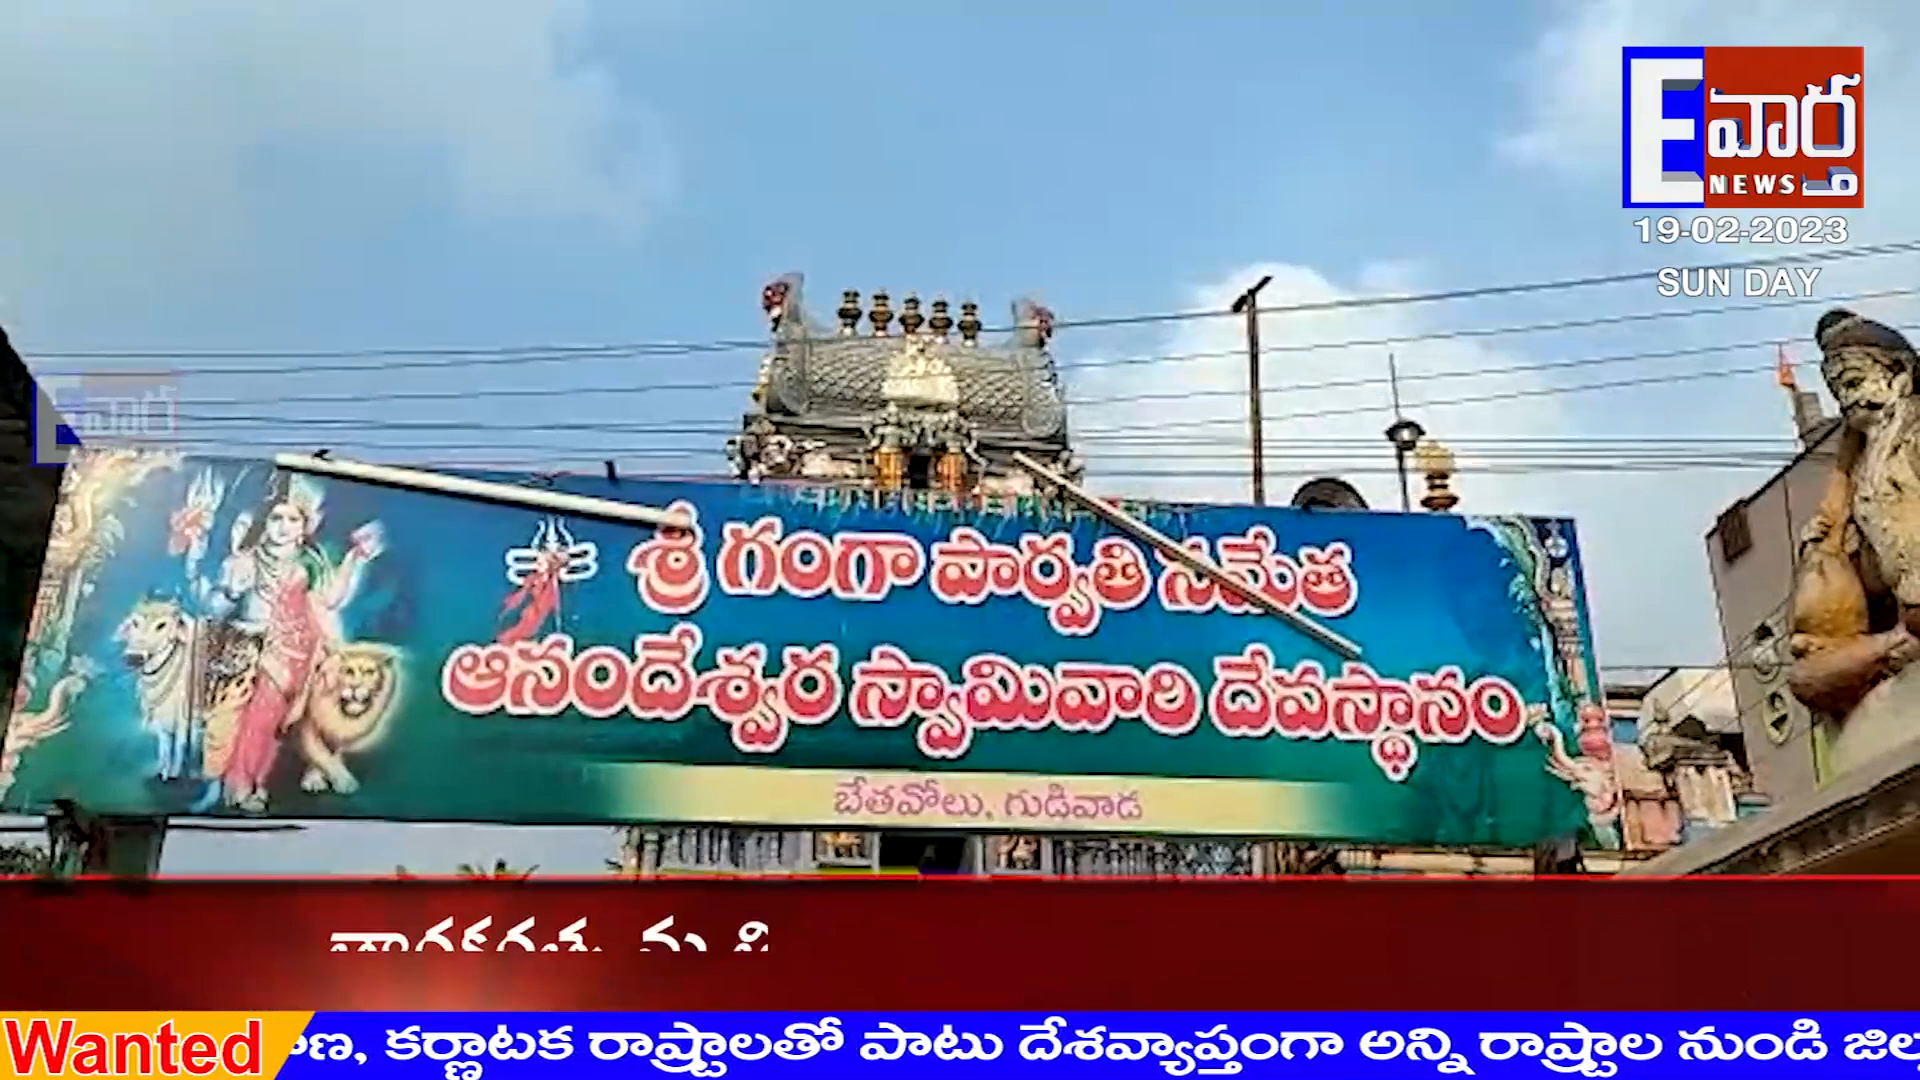 E వార్త
NEWS
19-02-2023
SUN DAY
E వార్త
శ్రీ గంగా పార్వతి సమేత
ఆనందేశ్వర స్వామివారి దేవస్థానం
బేతవోలు, గుడివాడ
Wanted
కర్ణాటక రాష్ట్రాలతో పాటు దేశవ్యాప్తంగా అన్ని రాష్ట్రాల నుండి